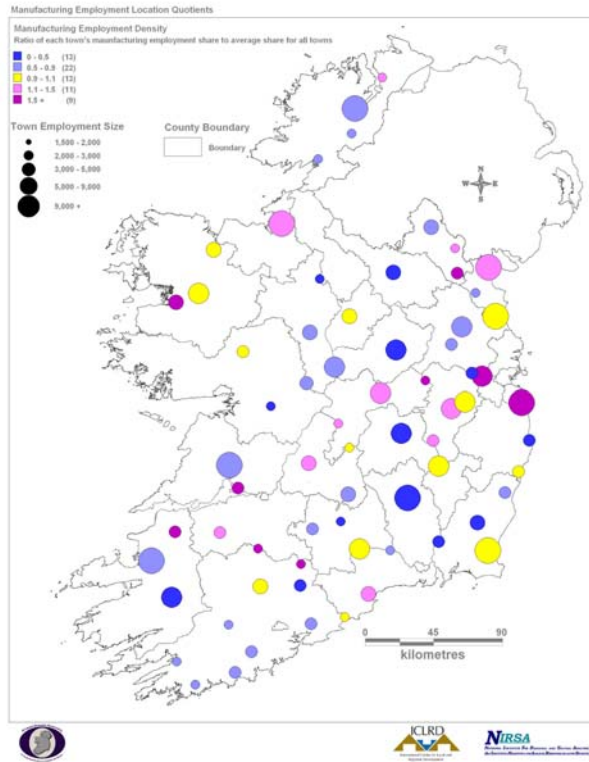 Manufacturing Employment Location Quotients
Manufacturing Employment Density
Ratio of each town's maunfacturing employment share to average share for all towns
0 - 0.5 (13)
0.5 - 0.9 (22)
0.9 - 1.1 (12)
1.1 - 1.5 (11)
1.5 + (9)
Town Employment Size
1,500 - 2,000
2,000 - 3,000
3,000 - 5,000
5,000 - 9,000
9,000 +
County Boundary
Boundary
N
W E
S
0 45 90
kilometres
ICLRD
NIRSA